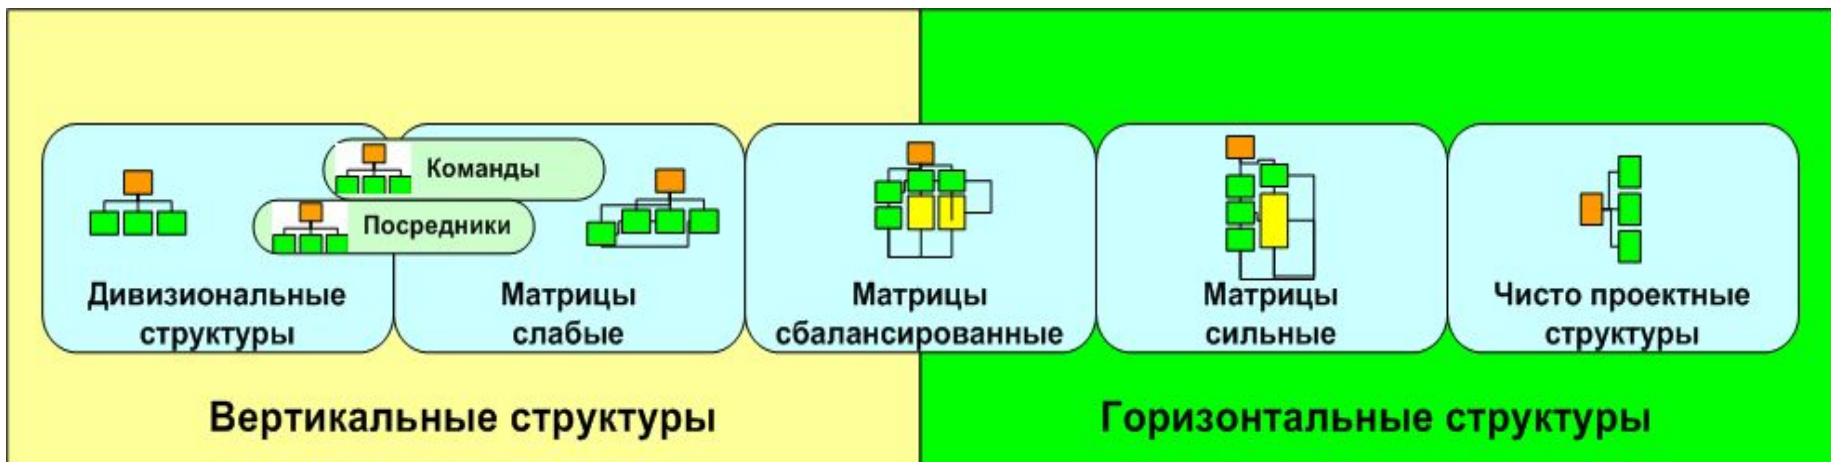 Команды
Посредники
Дивизиональные
структуры
Матрицы
слабые
Матрицы
сбалансированные
Матрицы
сильные
Чисто проектные
структуры
Вертикальные структуры
Горизонтальные структуры